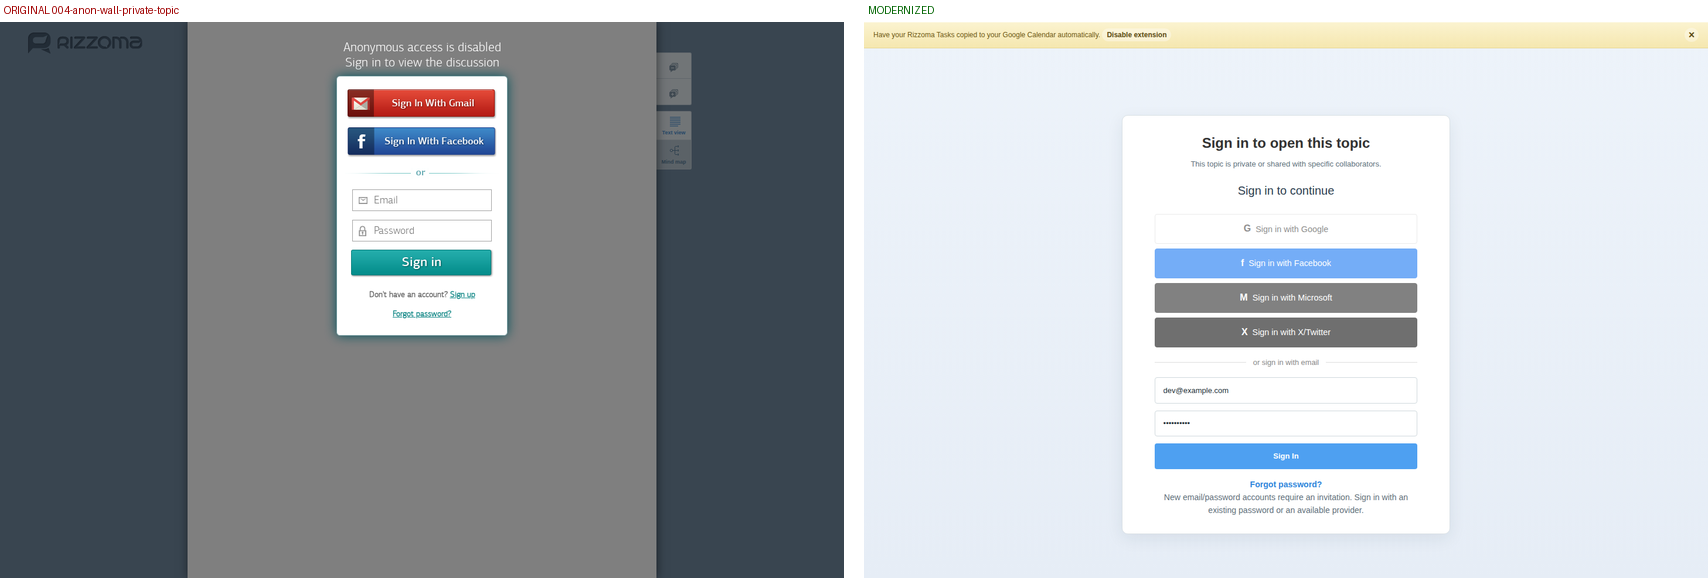 ORIGINAL 004-anon-wall-private-topic
RIZZOMA
Anonymous access is disabled
Sign in to view the discussion
Sign In With Gmail
f Sign In With Facebook
or
Email
Password
Sign in
Don't have an account? Sign up
Forgot password?
Text view
Mind map
MODERNIZED
Have your Rizzoma Tasks copied to your Google Calendar automatically. Disable extension ×
Sign in to open this topic
This topic is private or shared with specific collaborators.
Sign in to continue
G Sign in with Google
f Sign in with Facebook
M Sign in with Microsoft
X Sign in with X/Twitter
or sign in with email
dev@example.com
••••••••••
Sign In
Forgot password?
New email/password accounts require an invitation. Sign in with an
existing password or an available provider.